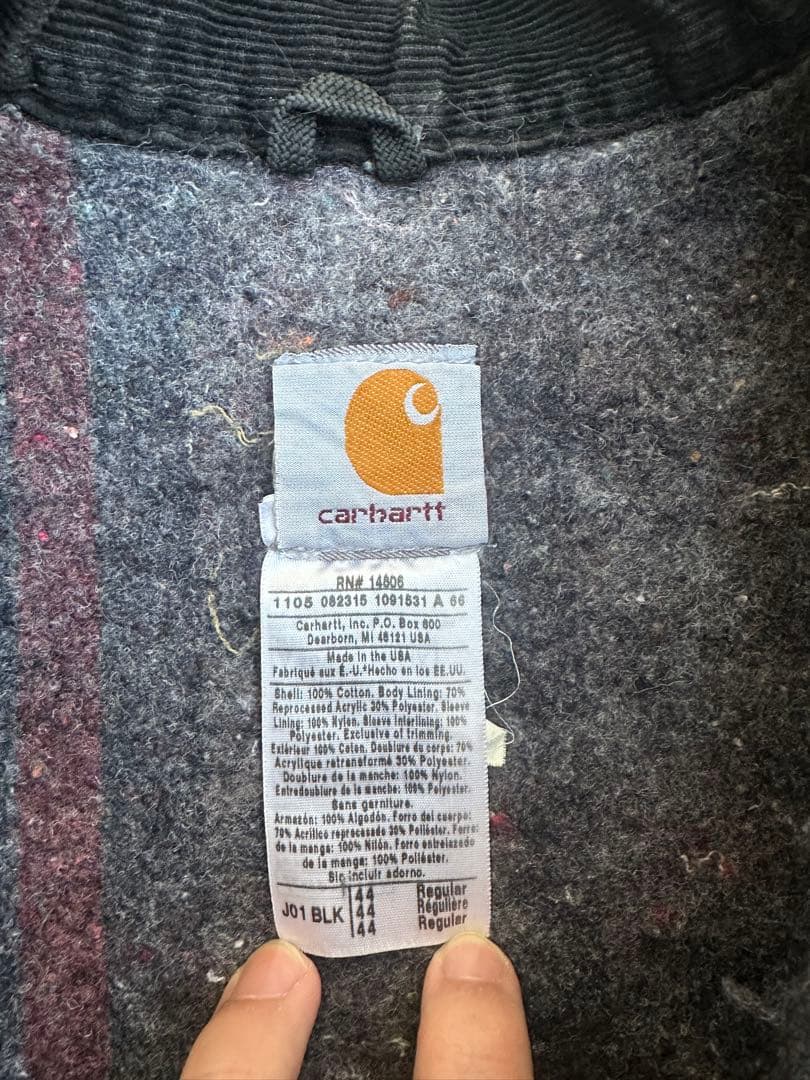 carhartt
RN# 14806
1105 082315 1091531 A 66
Carhartt, Inc. P.O. Box 600
Dearborn, MI 48121 USA
Made in the USA
Fabriqué aux É.-U.*Hecho en los EE.UU.
Shell: 100% Cotton. Body Lining: 70%
Reprocessed Acrylic 30% Polyester. Sleeve
Lining: 100% Nylon. Sleeve Interlining: 100%
Polyester. Exclusive of trimming.
Extérieur 100% Coton. Doublure du corps: 70%
Acrylique retransformé 30% Polyester.
Doublure de la manche: 100% Nylon.
Entredoublure de la manche: 100% Polyester.
Sans garniture.
Armazón: 100% Algodón. Forro del cuerpo:
70% Acrílico reprocesado 30% Poliéster. Forro
de la manga: 100% Nilón. Forro entrelazado
de la manga: 100% Poliéster.
Sin incluir adorno.
J01 BLK
44 Regular
44 Régulière
44 Regular